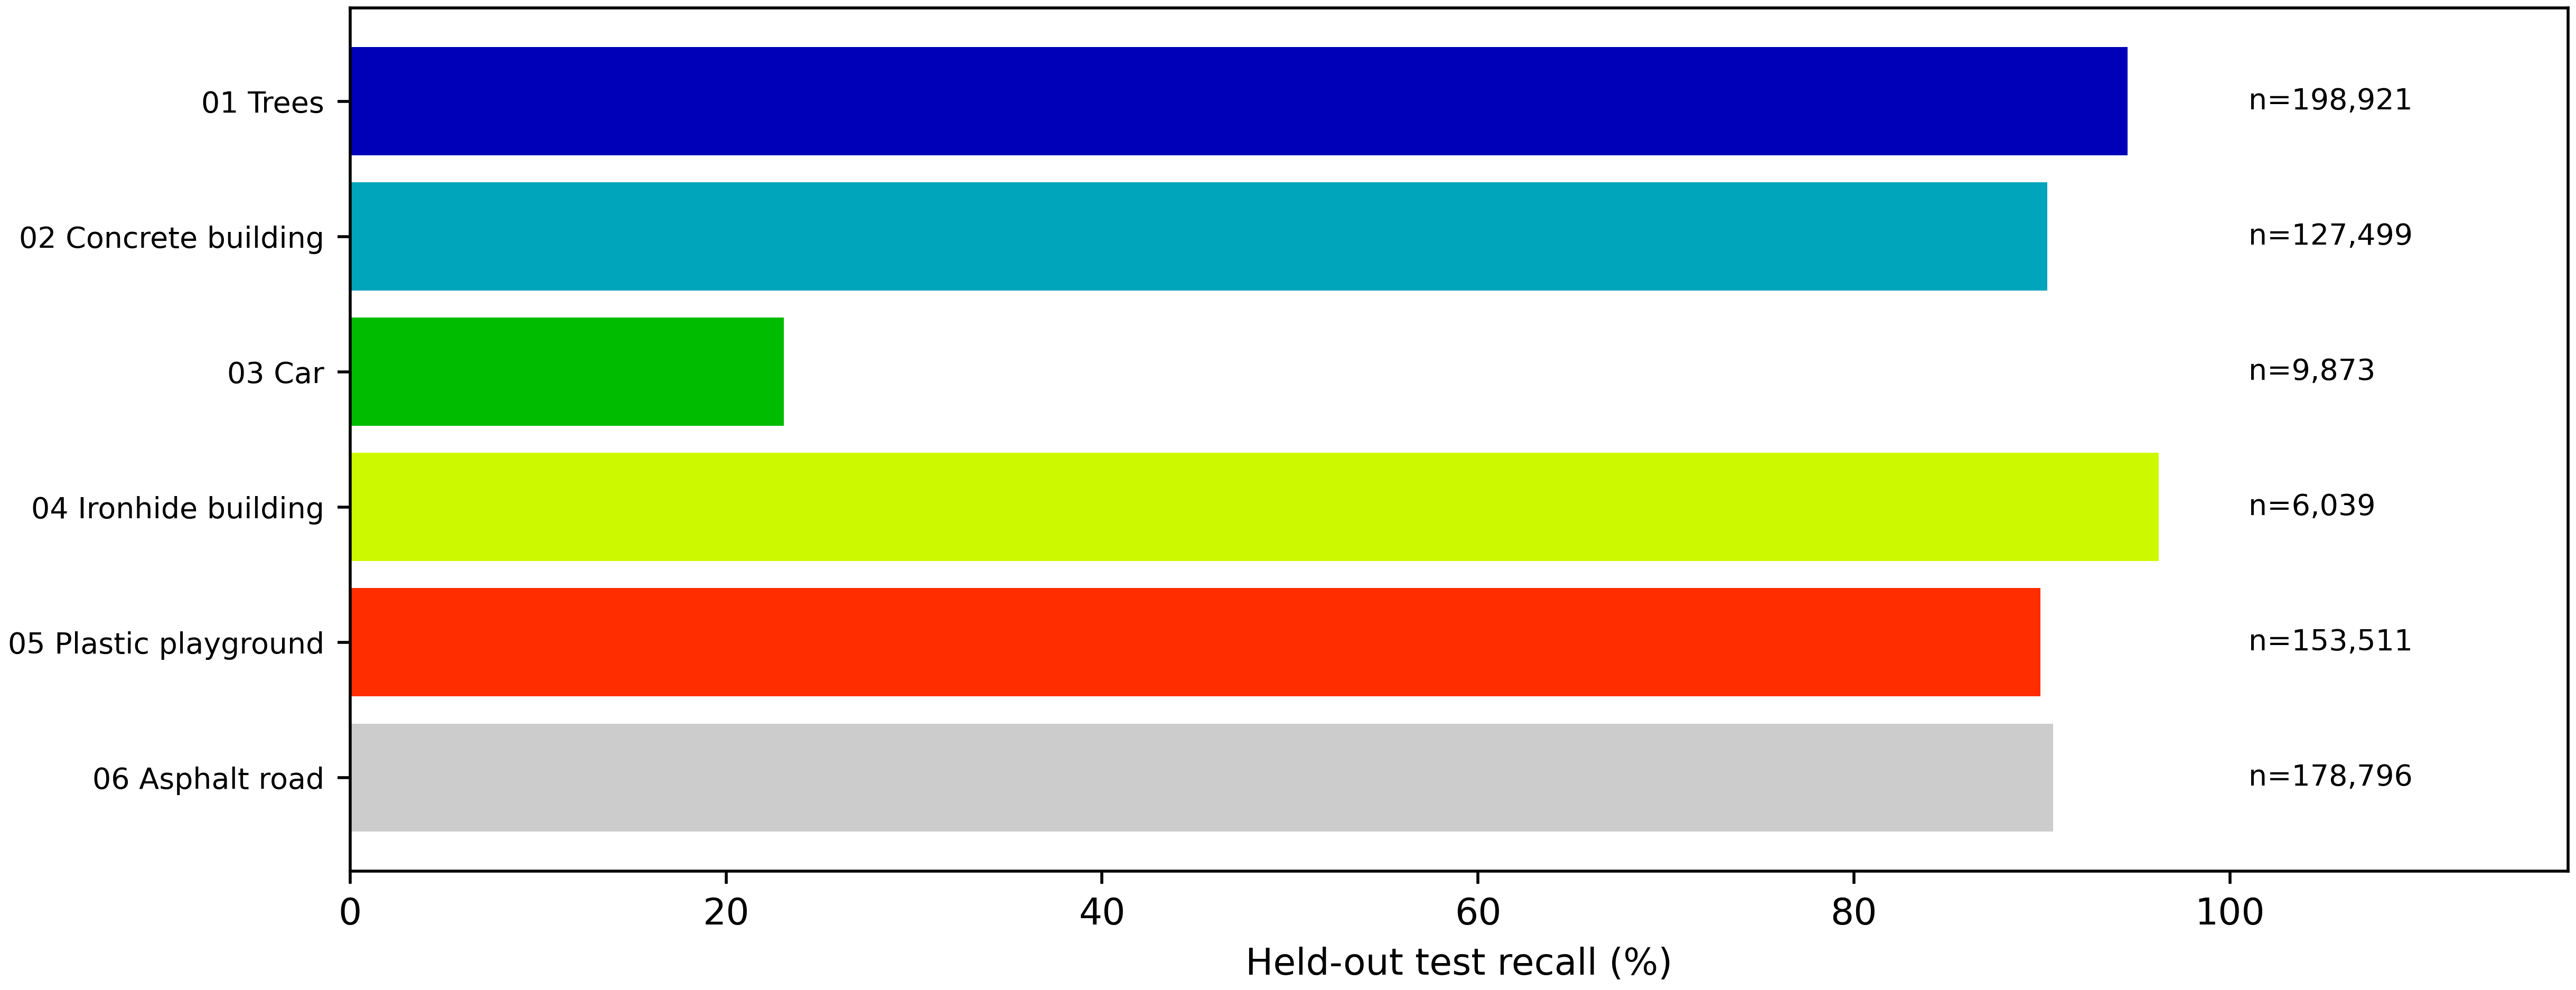 01 Trees
n=198,921
02 Concrete building
n=127,499
03 Car
n=9,873
04 Ironhide building
n=6,039
05 Plastic playground
n=153,511
06 Asphalt road
n=178,796
0 20 40 60 80 100
Held-out test recall (%)